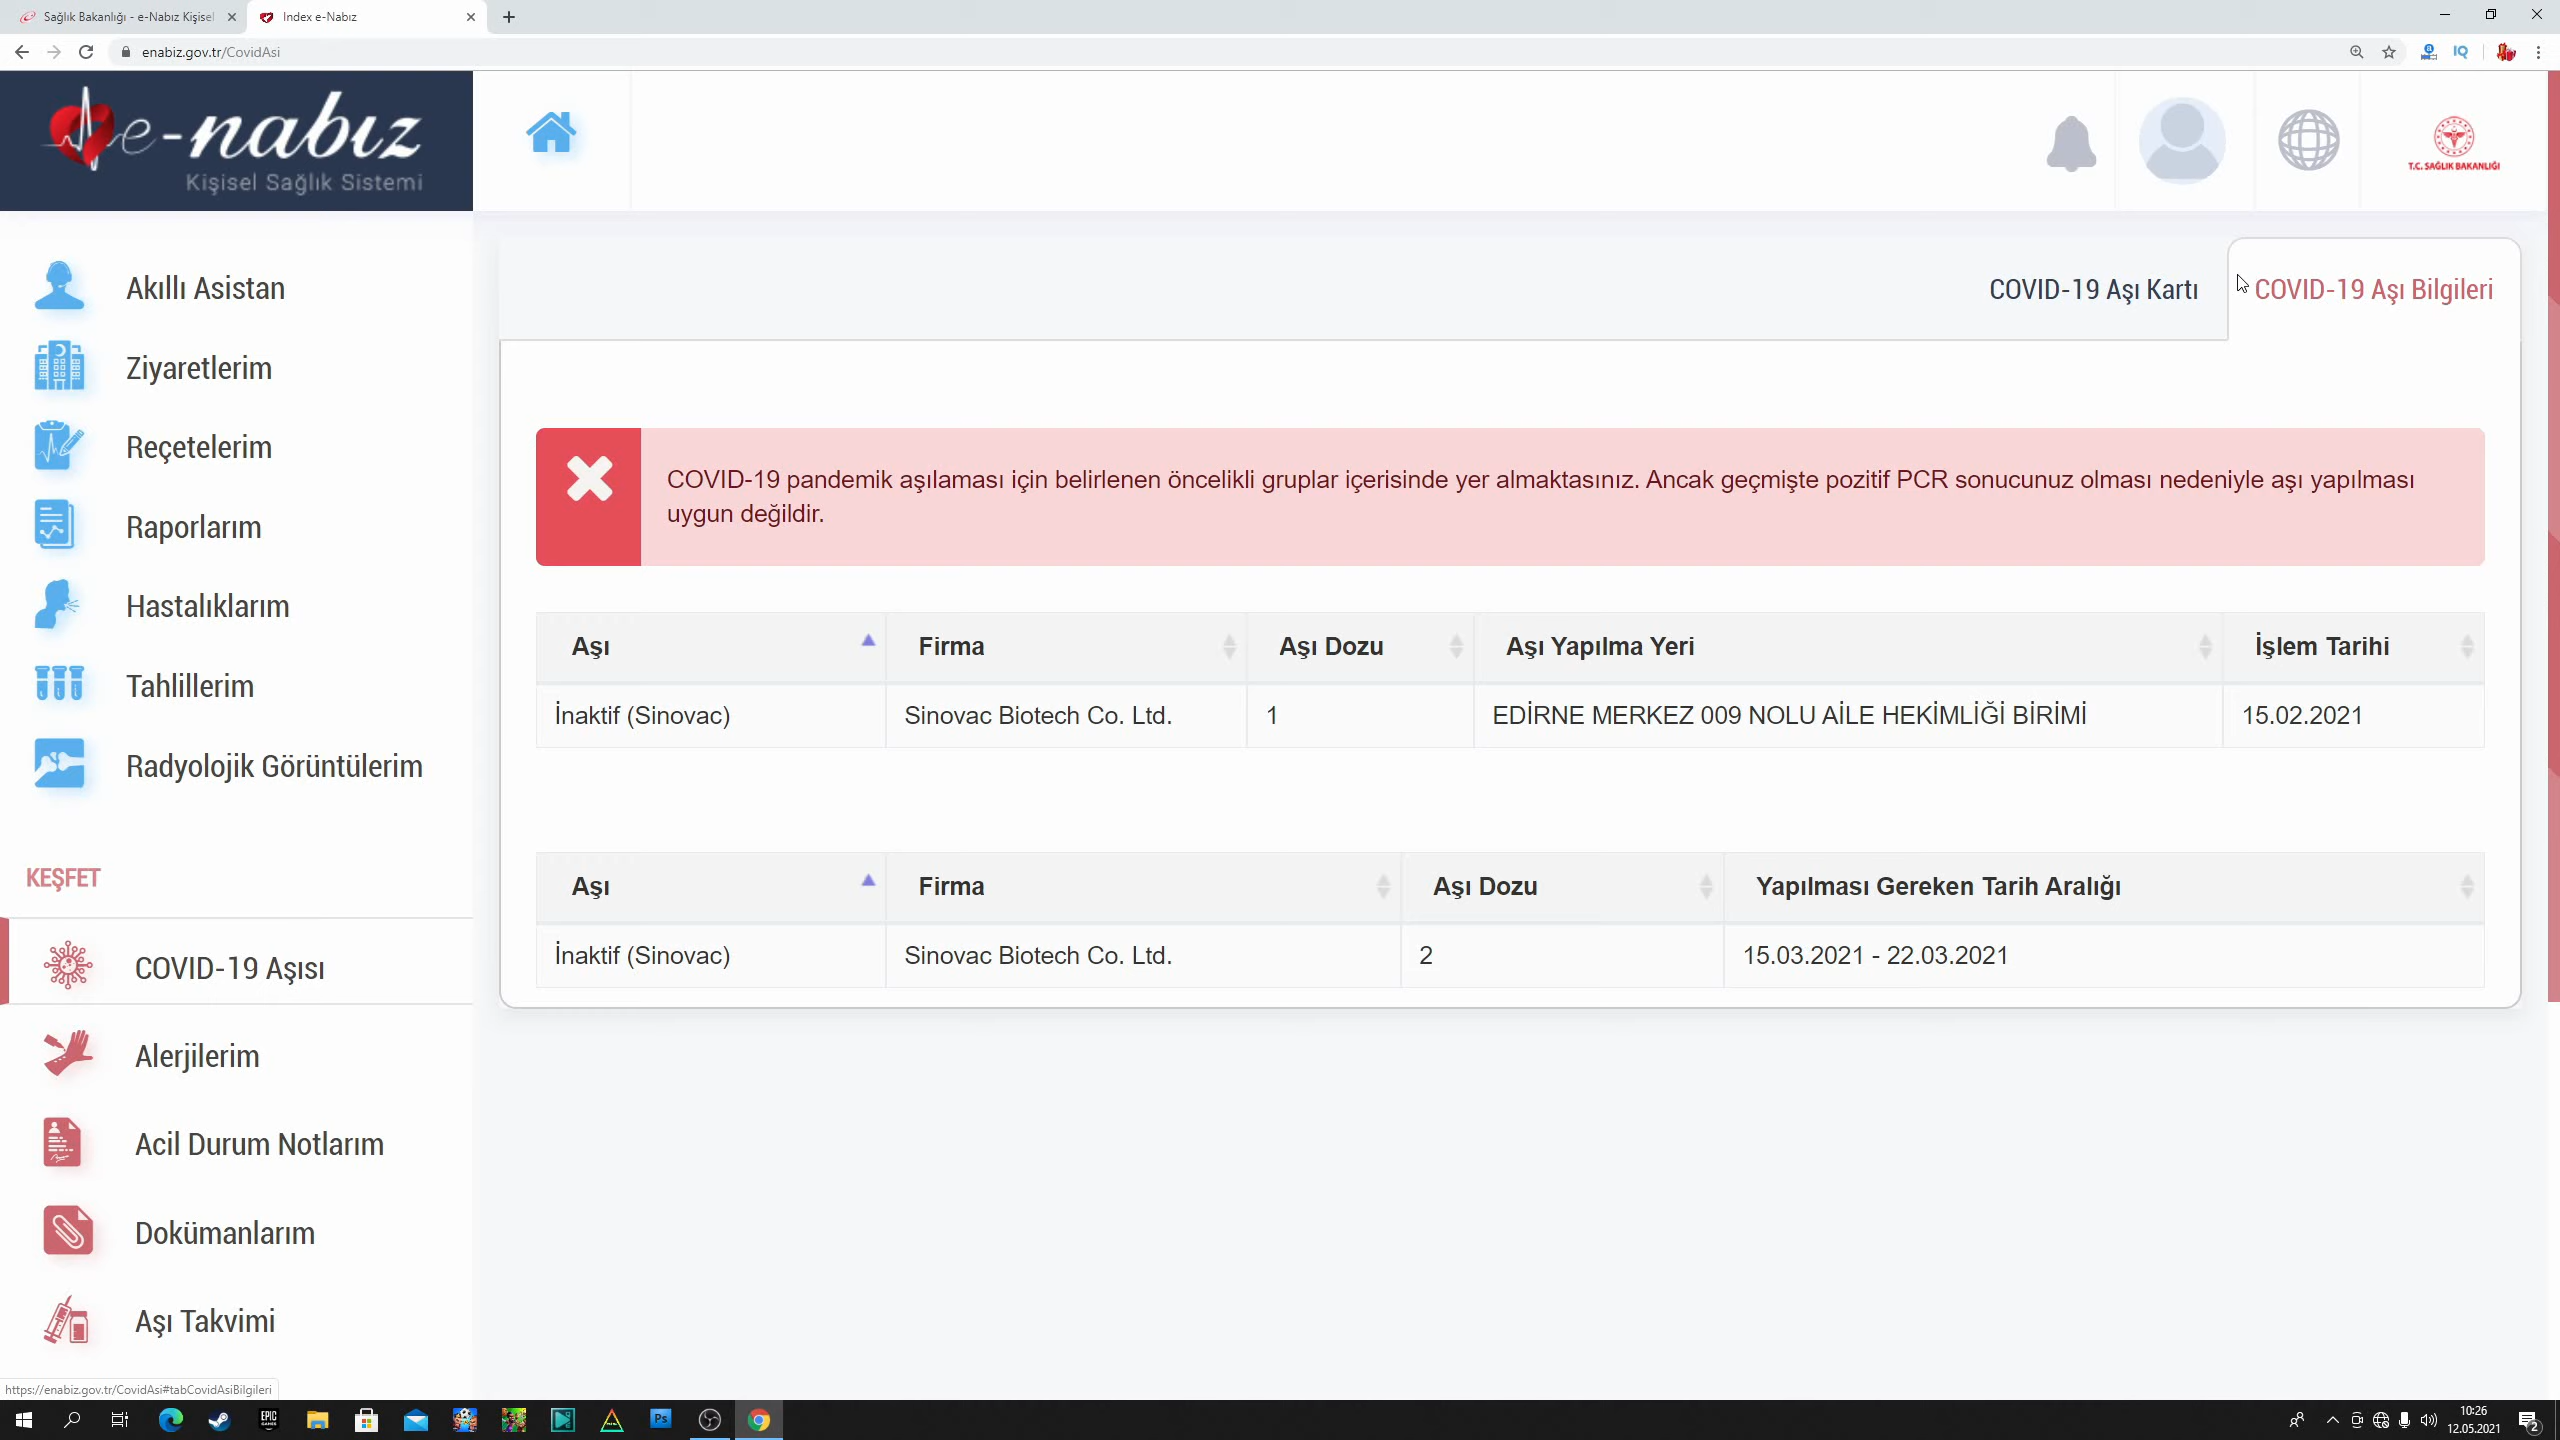 Sağlık Bakanlığı - e-Nabız Kişisel
Index e-Nabız
enabiz.gov.tr/CovidAsi
e-nabız
Kişisel Sağlık Sistemi
T.C. SAĞLIK BAKANLIĞI
Akıllı Asistan
Ziyaretlerim
Reçetelerim
Raporlarım
Hastalıklarım
Tahlillerim
Radyolojik Görüntülerim
KEŞFET
COVID-19 Aşısı
Alerjilerim
Acil Durum Notlarım
Dokümanlarım
Aşı Takvimi
COVID-19 Aşı Kartı
COVID-19 Aşı Bilgileri
COVID-19 pandemik aşılaması için belirlenen öncelikli gruplar içerisinde yer almaktasınız. Ancak geçmişte pozitif PCR sonucunuz olması nedeniyle aşı yapılması
uygun değildir.
Aşı Firma Aşı Dozu Aşı Yapılma Yeri İşlem Tarihi
İnaktif (Sinovac) Sinovac Biotech Co. Ltd. 1 EDİRNE MERKEZ 009 NOLU AİLE HEKİMLİĞİ BİRİMİ 15.02.2021
Aşı Firma Aşı Dozu Yapılması Gereken Tarih Aralığı
İnaktif (Sinovac) Sinovac Biotech Co. Ltd. 2 15.03.2021 - 22.03.2021
https://enabiz.gov.tr/CovidAsi#tabCovidAsiBilgileri
EPIC
Ps
10:26
12.05.2021
2